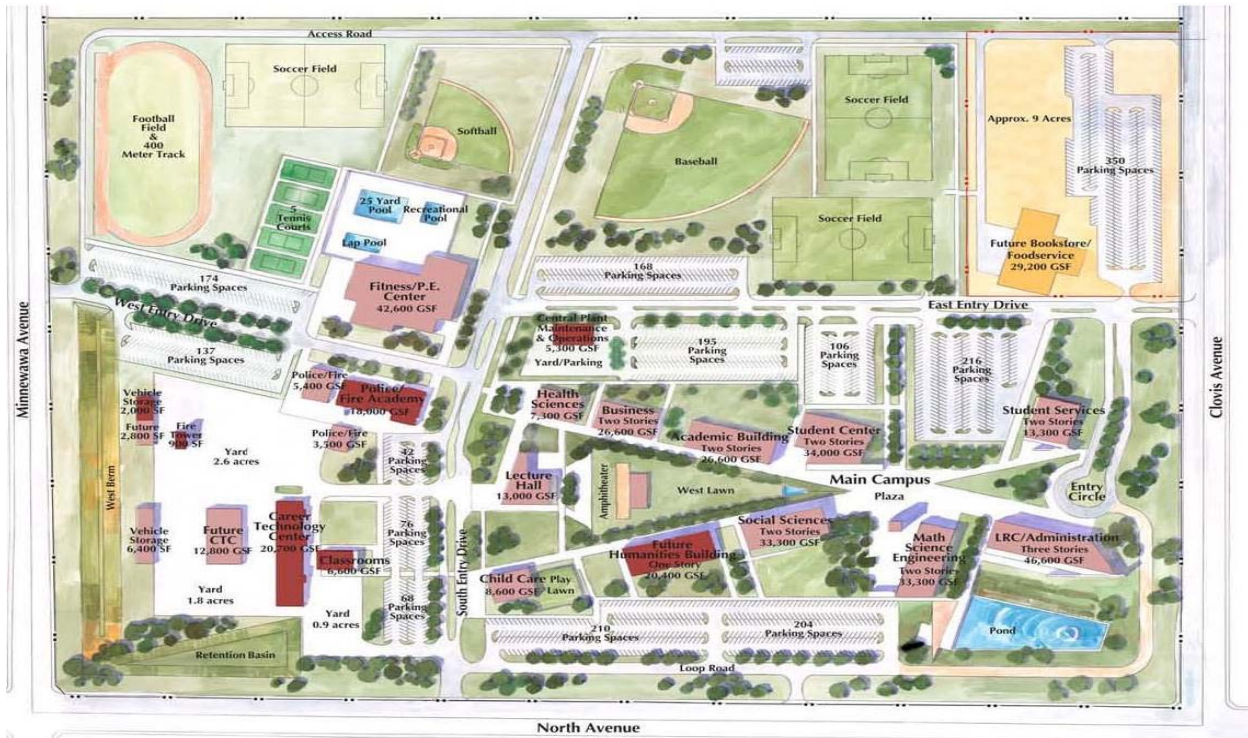 Access Road
Soccer Field
Football
Field
&
400
Meter Track
Softball
Soccer Field
Approx. 9 Acres
350
Parking Spaces
Baseball
5
Tennis
Courts
25 Yard
Pool
Recreational
Pool
Lap Pool
Soccer Field
Future Bookstore/
Foodservice
29,200 GSF
174
Parking Spaces
Fitness/P.E.
Center
42,600 GSF
168
Parking Spaces
West Entry Drive
East Entry Drive
Minnewawa Avenue
Clovis Avenue
137
Parking Spaces
Central Plant
Maintenance
& Operations
5,300 GSF
Yard/Parking
195
Parking
Spaces
106
Parking
Spaces
216
Parking
Spaces
Police/Fire
5,400 GSF
Police/
Fire Academy
18,000 GSF
Vehicle
Storage
2,000 SF
Future
2,800 SF
Fire
Tower
900 SF
Police/Fire
3,500 GSF
Health
Sciences
7,300 GSF
Business
Two Stories
26,600 GSF
Academic Building
Two Stories
26,600 GSF
Student Center
Two Stories
34,000 GSF
Student Services
Two Stories
13,300 GSF
Yard
2.6 acres
42
Parking
Spaces
Lecture
Hall
13,000 GSF
Amphitheater
West Lawn
Main Campus
Plaza
Entry
Circle
West Berm
Vehicle
Storage
6,400 SF
Future
CTC
12,800 GSF
Career
Technology
Center
20,700 GSF
Classrooms
6,600 GSF
76
Parking
Spaces
South Entry Drive
Social Sciences
Two Stories
33,300 GSF
Future
Humanities Building
One Story
20,400 GSF
Math
Science
Engineering
Two Stories
33,300 GSF
LRC/Administration
Three Stories
46,600 GSF
Child Care
8,600 GSF
Play
Lawn
Yard
1.8 acres
Yard
0.9 acres
68
Parking
Spaces
210
Parking Spaces
204
Parking Spaces
Pond
Retention Basin
Loop Road
North Avenue